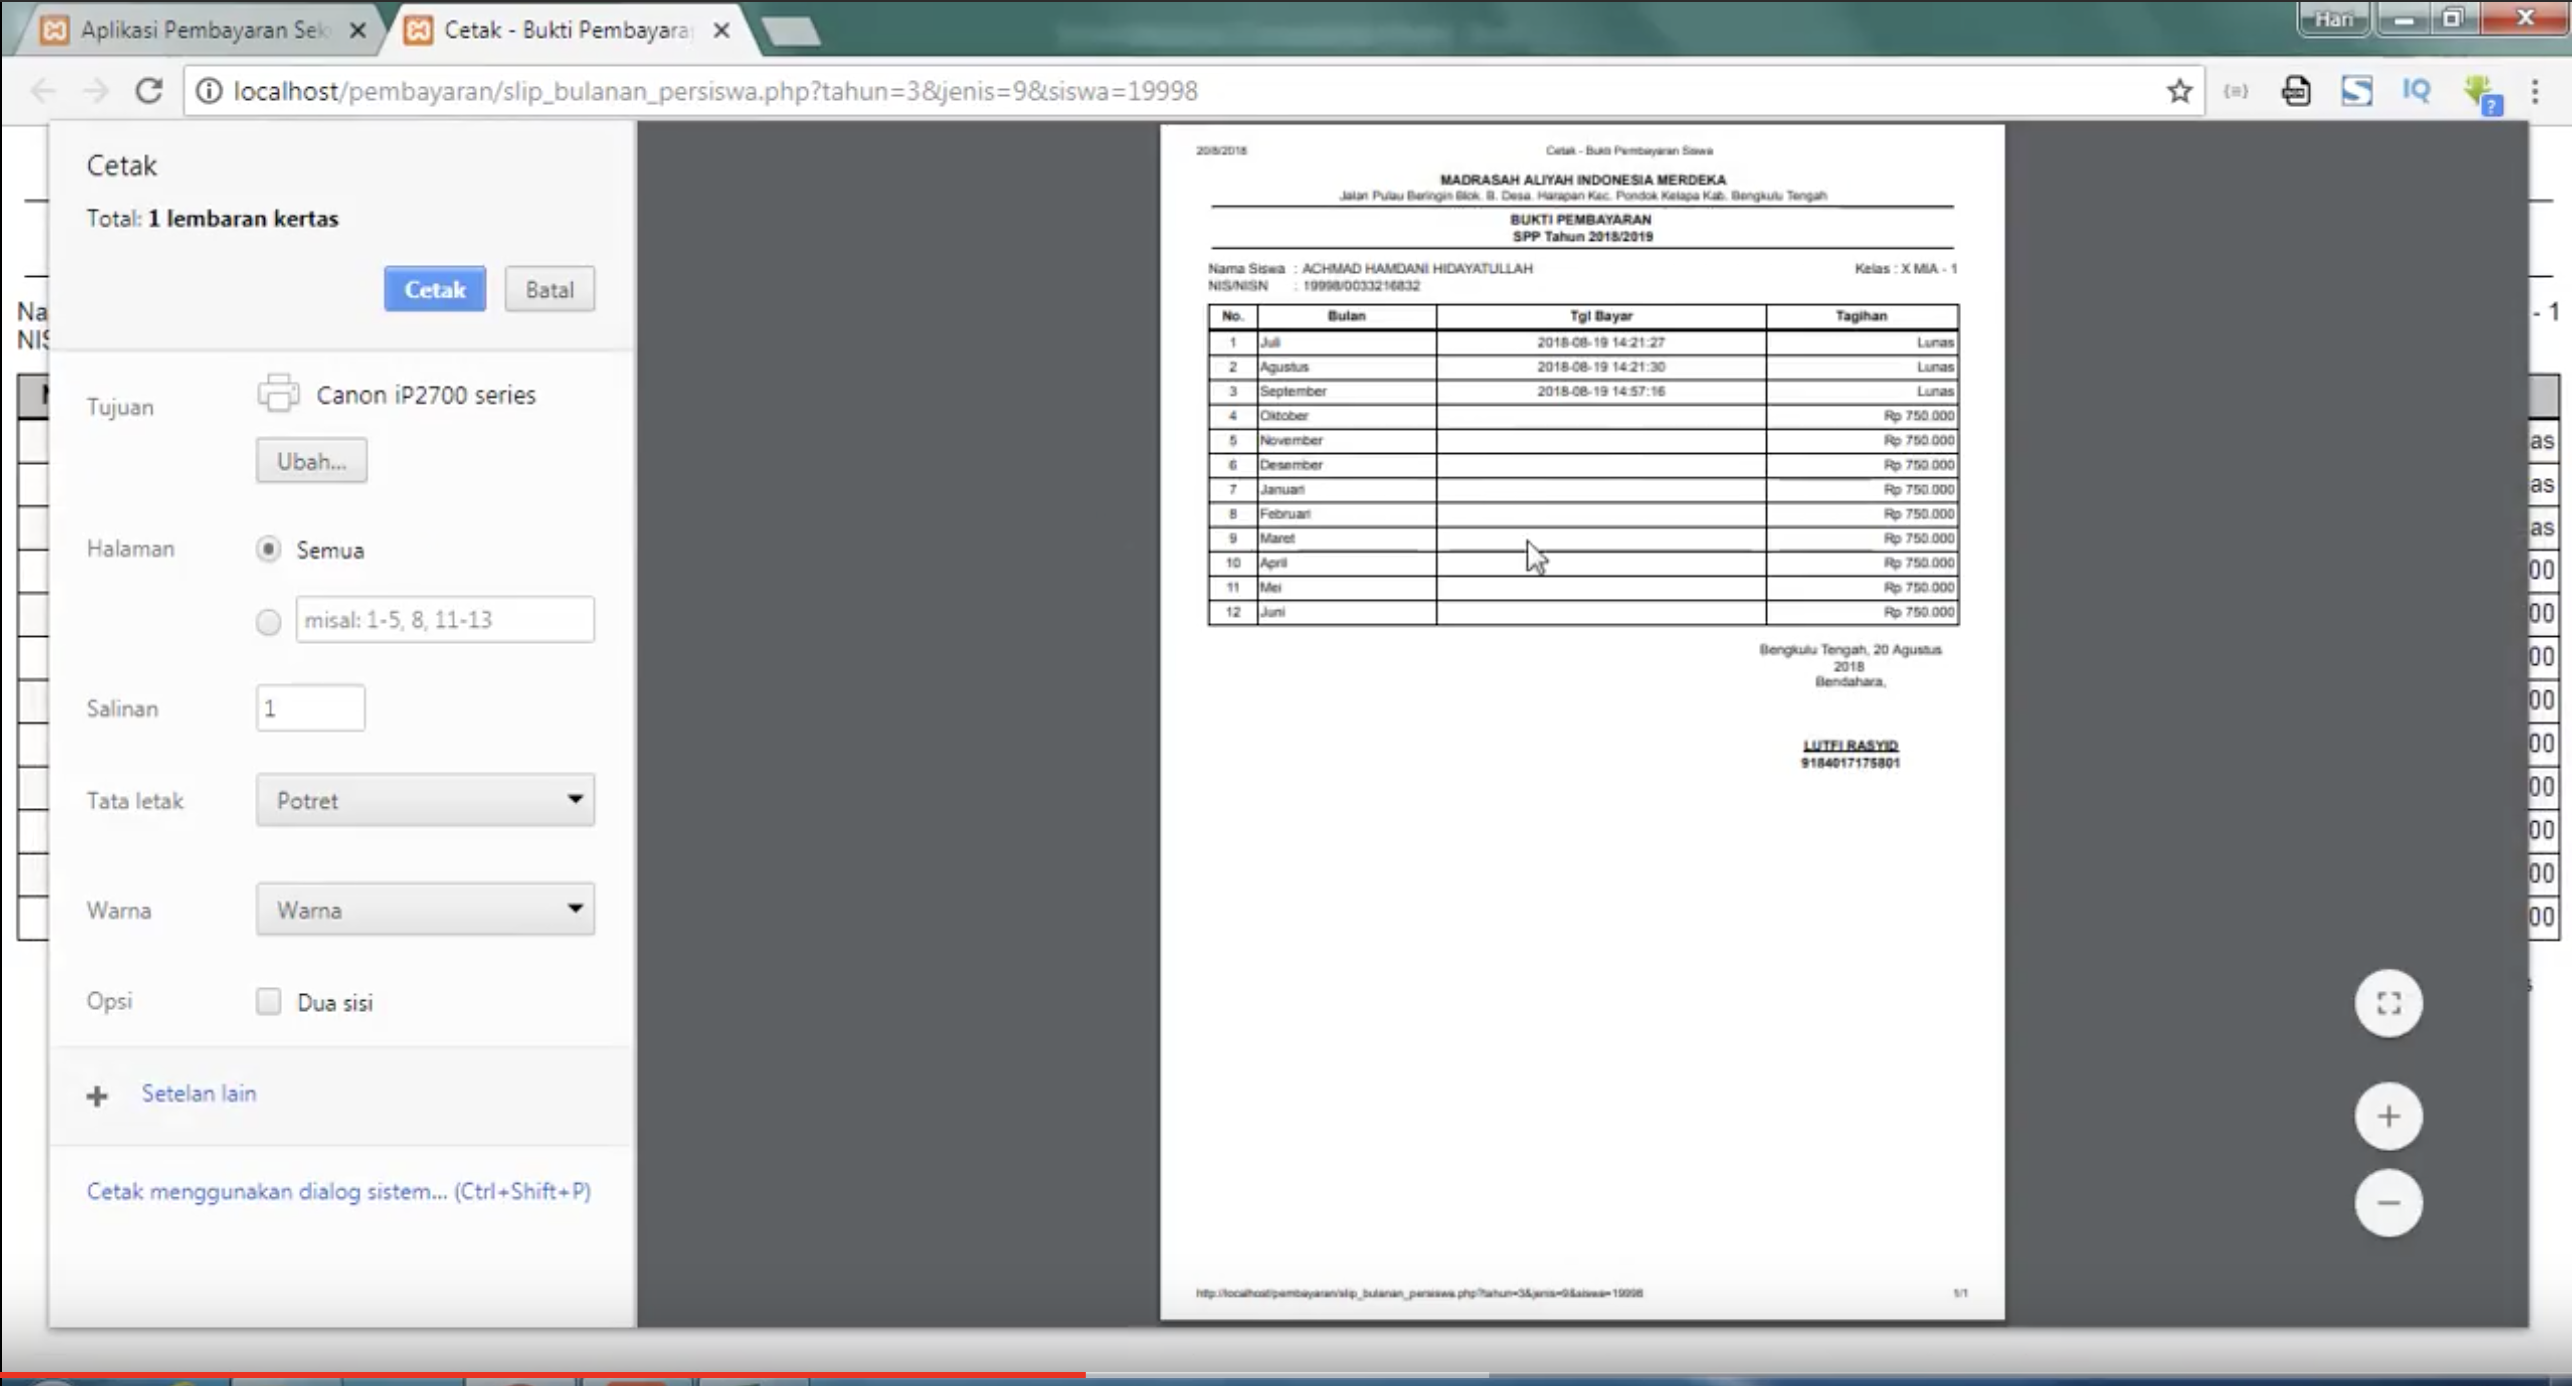 Aplikasi Pembayaran Sek
Cetak - Bukti Pembayara
Hari
localhost/pembayaran/slip_bulanan_persiswa.php?tahun=3&jenis=9&siswa=19998
IQ
Cetak
Total: 1 lembaran kertas
Cetak Batal
Tujuan Canon iP2700 series
Ubah...
Halaman Semua
misal: 1-5, 8, 11-13
Salinan 1
Tata letak Potret
Warna Warna
Opsi Dua sisi
Setelan lain
Cetak menggunakan dialog sistem... (Ctrl+Shift+P)
20/8/2018 Cetak - Bukti Pembayaran Siswa
MADRASAH ALIYAH INDONESIA MERDEKA
Jalan Pulau Beringin Blok. B. Desa. Harapan Kec. Pondok Kelapa Kab. Bengkulu Tengah
BUKTI PEMBAYARAN
SPP Tahun 2018/2019
Nama Siswa : ACHMAD HAMDANI HIDAYATULLAH Kelas : X MIA - 1
NIS/NISN : 19998/0033216832
No. Bulan Tgl Bayar Tagihan
1 Juli 2018-08-19 14:21:27 Lunas
2 Agustus 2018-08-19 14:21:30 Lunas
3 September 2018-08-19 14:57:16 Lunas
4 Oktober Rp 750.000
5 November Rp 750.000
6 Desember Rp 750.000
7 Januari Rp 750.000
8 Februari Rp 750.000
9 Maret Rp 750.000
10 April Rp 750.000
11 Mei Rp 750.000
12 Juni Rp 750.000
Bengkulu Tengah, 20 Agustus
2018
Bendahara,
LUTFI RASYID
9184017175801
http://localhost/pembayaran/slip_bulanan_persiswa.php?tahun=3&jenis=9&siswa=19998 1/1
Na
NIS
- 1
as
as
as
00
00
00
00
00
00
00
00
00